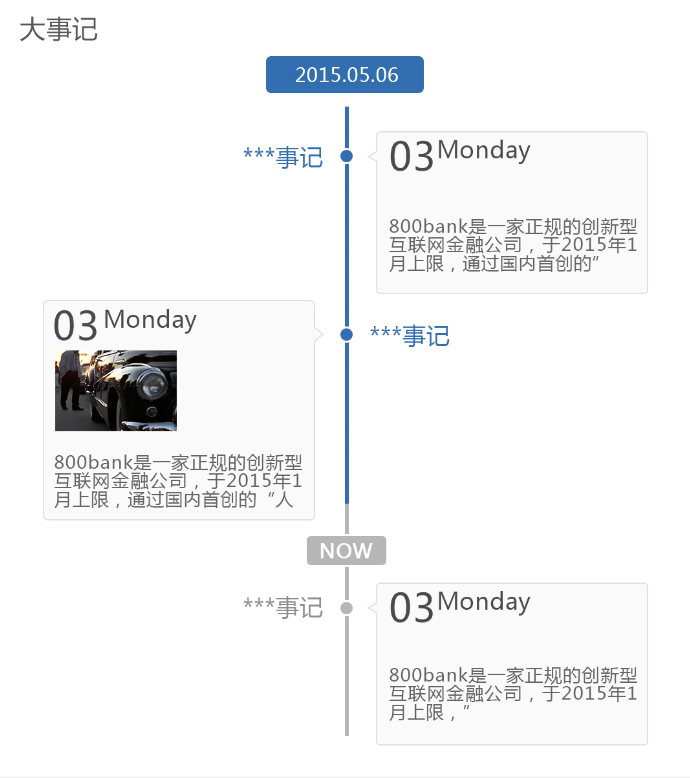 大事记
2015.05.06
***事记
03 Monday
800bank是一家正规的创新型
互联网金融公司，于2015年1
月上限，通过国内首创的”
03 Monday
***事记
800bank是一家正规的创新型
互联网金融公司，于2015年1
月上限，通过国内首创的“人
NOW
***事记
03 Monday
800bank是一家正规的创新型
互联网金融公司，于2015年1
月上限，”